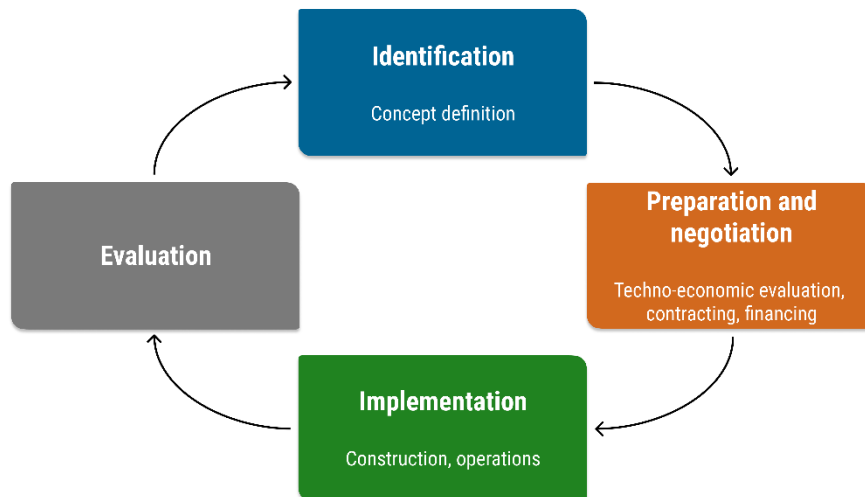 Identification
Concept definition
Preparation and
negotiation
Techno-economic evaluation,
contracting, financing
Evaluation
Implementation
Construction, operations